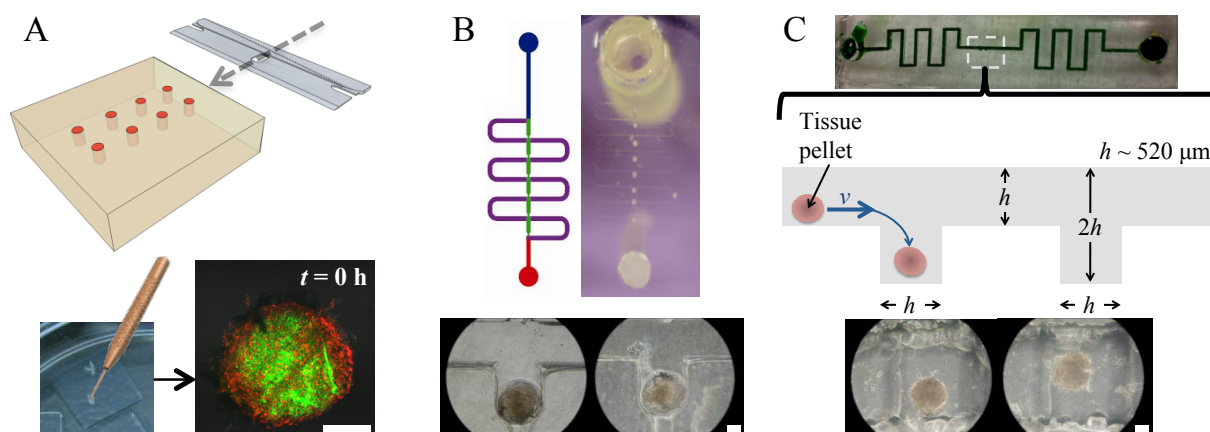 A
t = 0 h
B
C
Tissue
pellet
h ~ 520 μm
v
h
2h
h
h